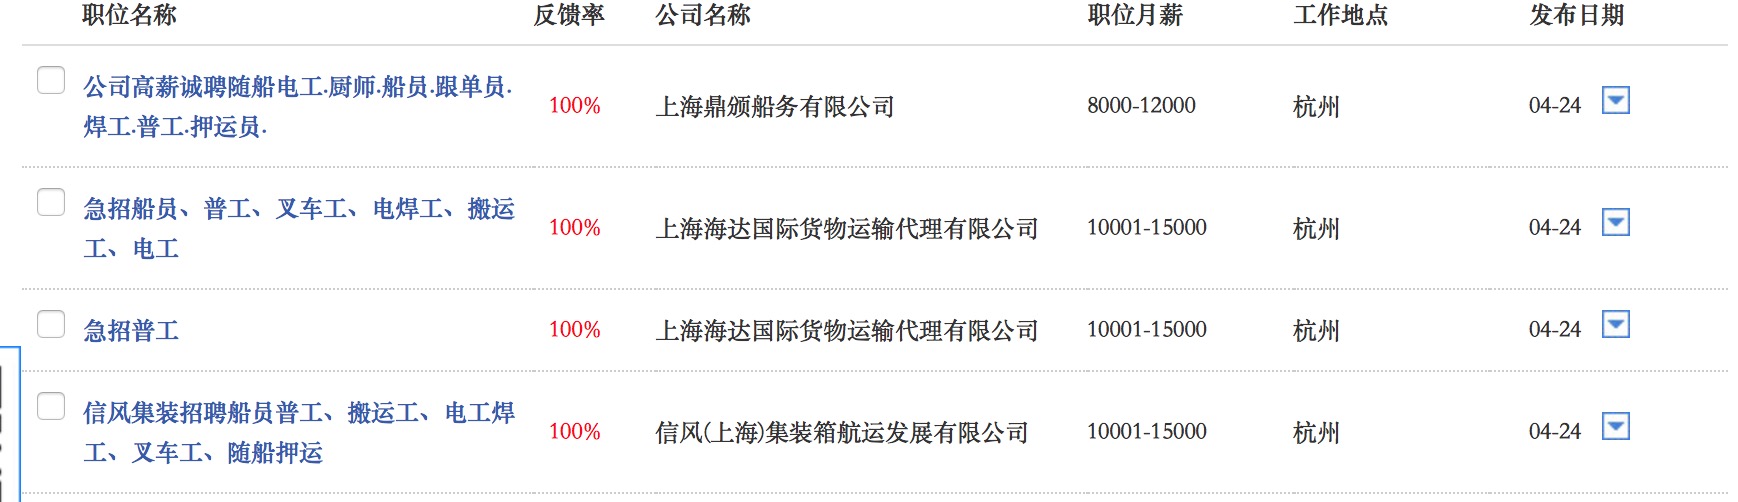 职位名称 反馈率 公司名称 职位月薪 工作地点 发布日期
公司高薪诚聘随船电工.厨师.船员.跟单员.
焊工.普工.押运员.
100% 上海鼎颁船务有限公司 8000-12000 杭州 04-24
急招船员、普工、叉车工、电焊工、搬运
工、电工
100% 上海海达国际货物运输代理有限公司 10001-15000 杭州 04-24
急招普工 100% 上海海达国际货物运输代理有限公司 10001-15000 杭州 04-24
信风集装招聘船员普工、搬运工、电工焊
工、叉车工、随船押运
100% 信风(上海)集装箱航运发展有限公司 10001-15000 杭州 04-24